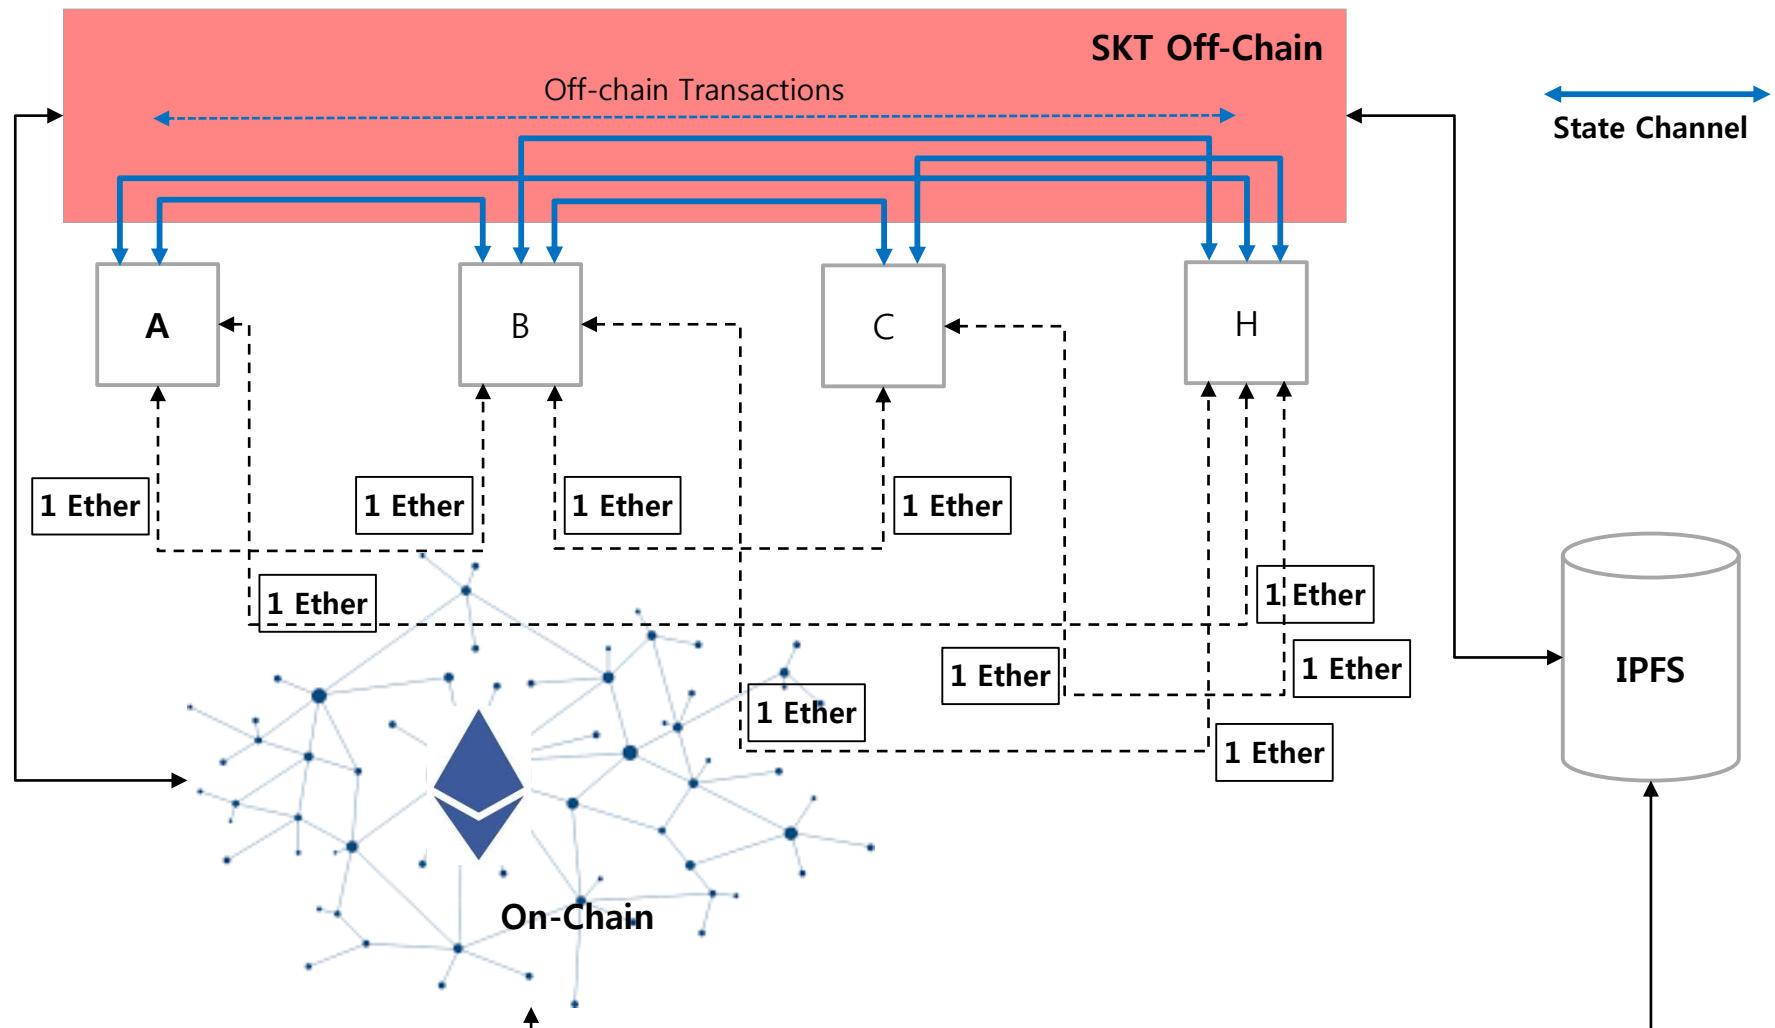 SKT Off-Chain
Off-chain Transactions
State Channel
A
B
C
H
1 Ether
1 Ether
1 Ether
1 Ether
1 Ether
1 Ether
1 Ether
1 Ether
1 Ether
1 Ether
IPFS
On-Chain